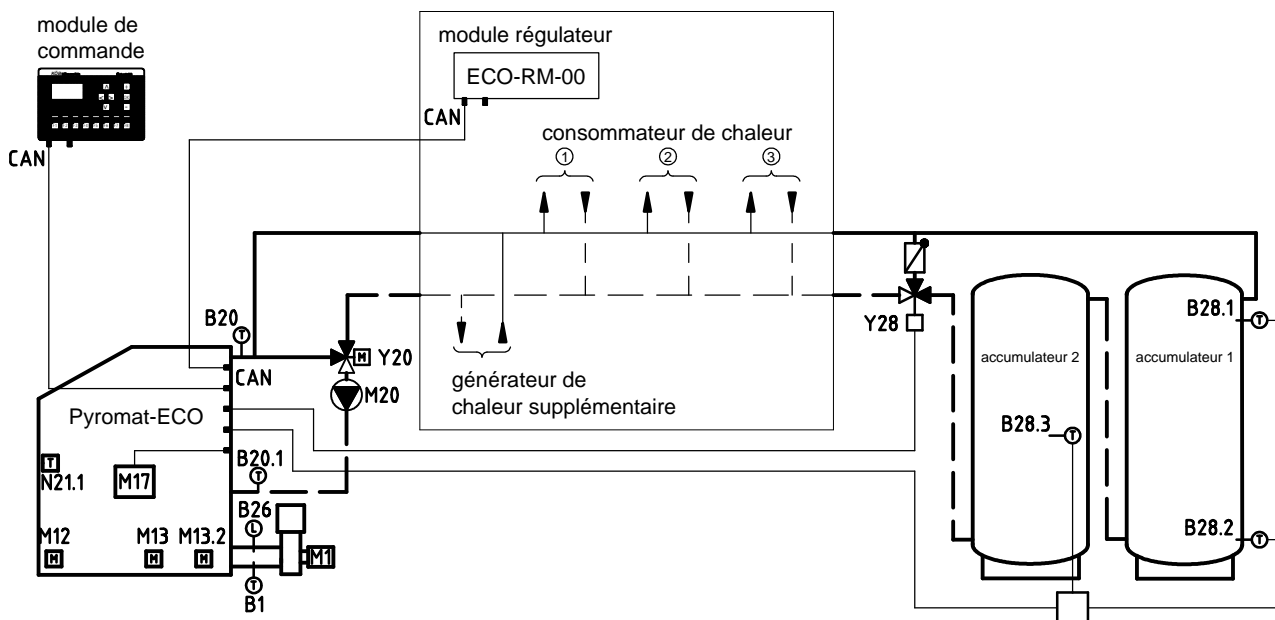 module de
commande
CAN
module régulateur
ECO-RM-00
CAN
consommateur de chaleur
1
2
3
générateur de
chaleur supplémentaire
B20
CAN
Y20
M20
Pyromat-ECO
N21.1
M17
B20.1
B26
M12
M13
M13.2
M
M
M
M
M1
B1
T
T
T
L
T
Y28
accumulateur 2
B28.3
T
accumulateur 1
B28.1
T
B28.2
T